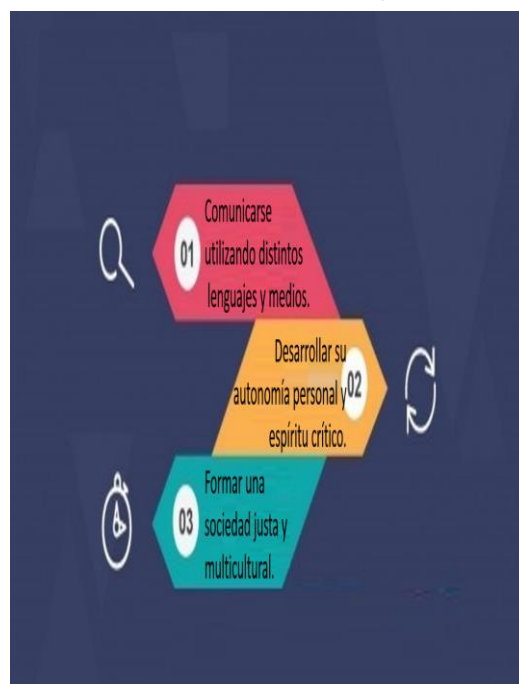 01
Comunicarse
utilizando distintos
lenguajes y medios.
02
Desarrollar su
autonomía personal y
espíritu crítico.
03
Formar una
sociedad justa y
multicultural.